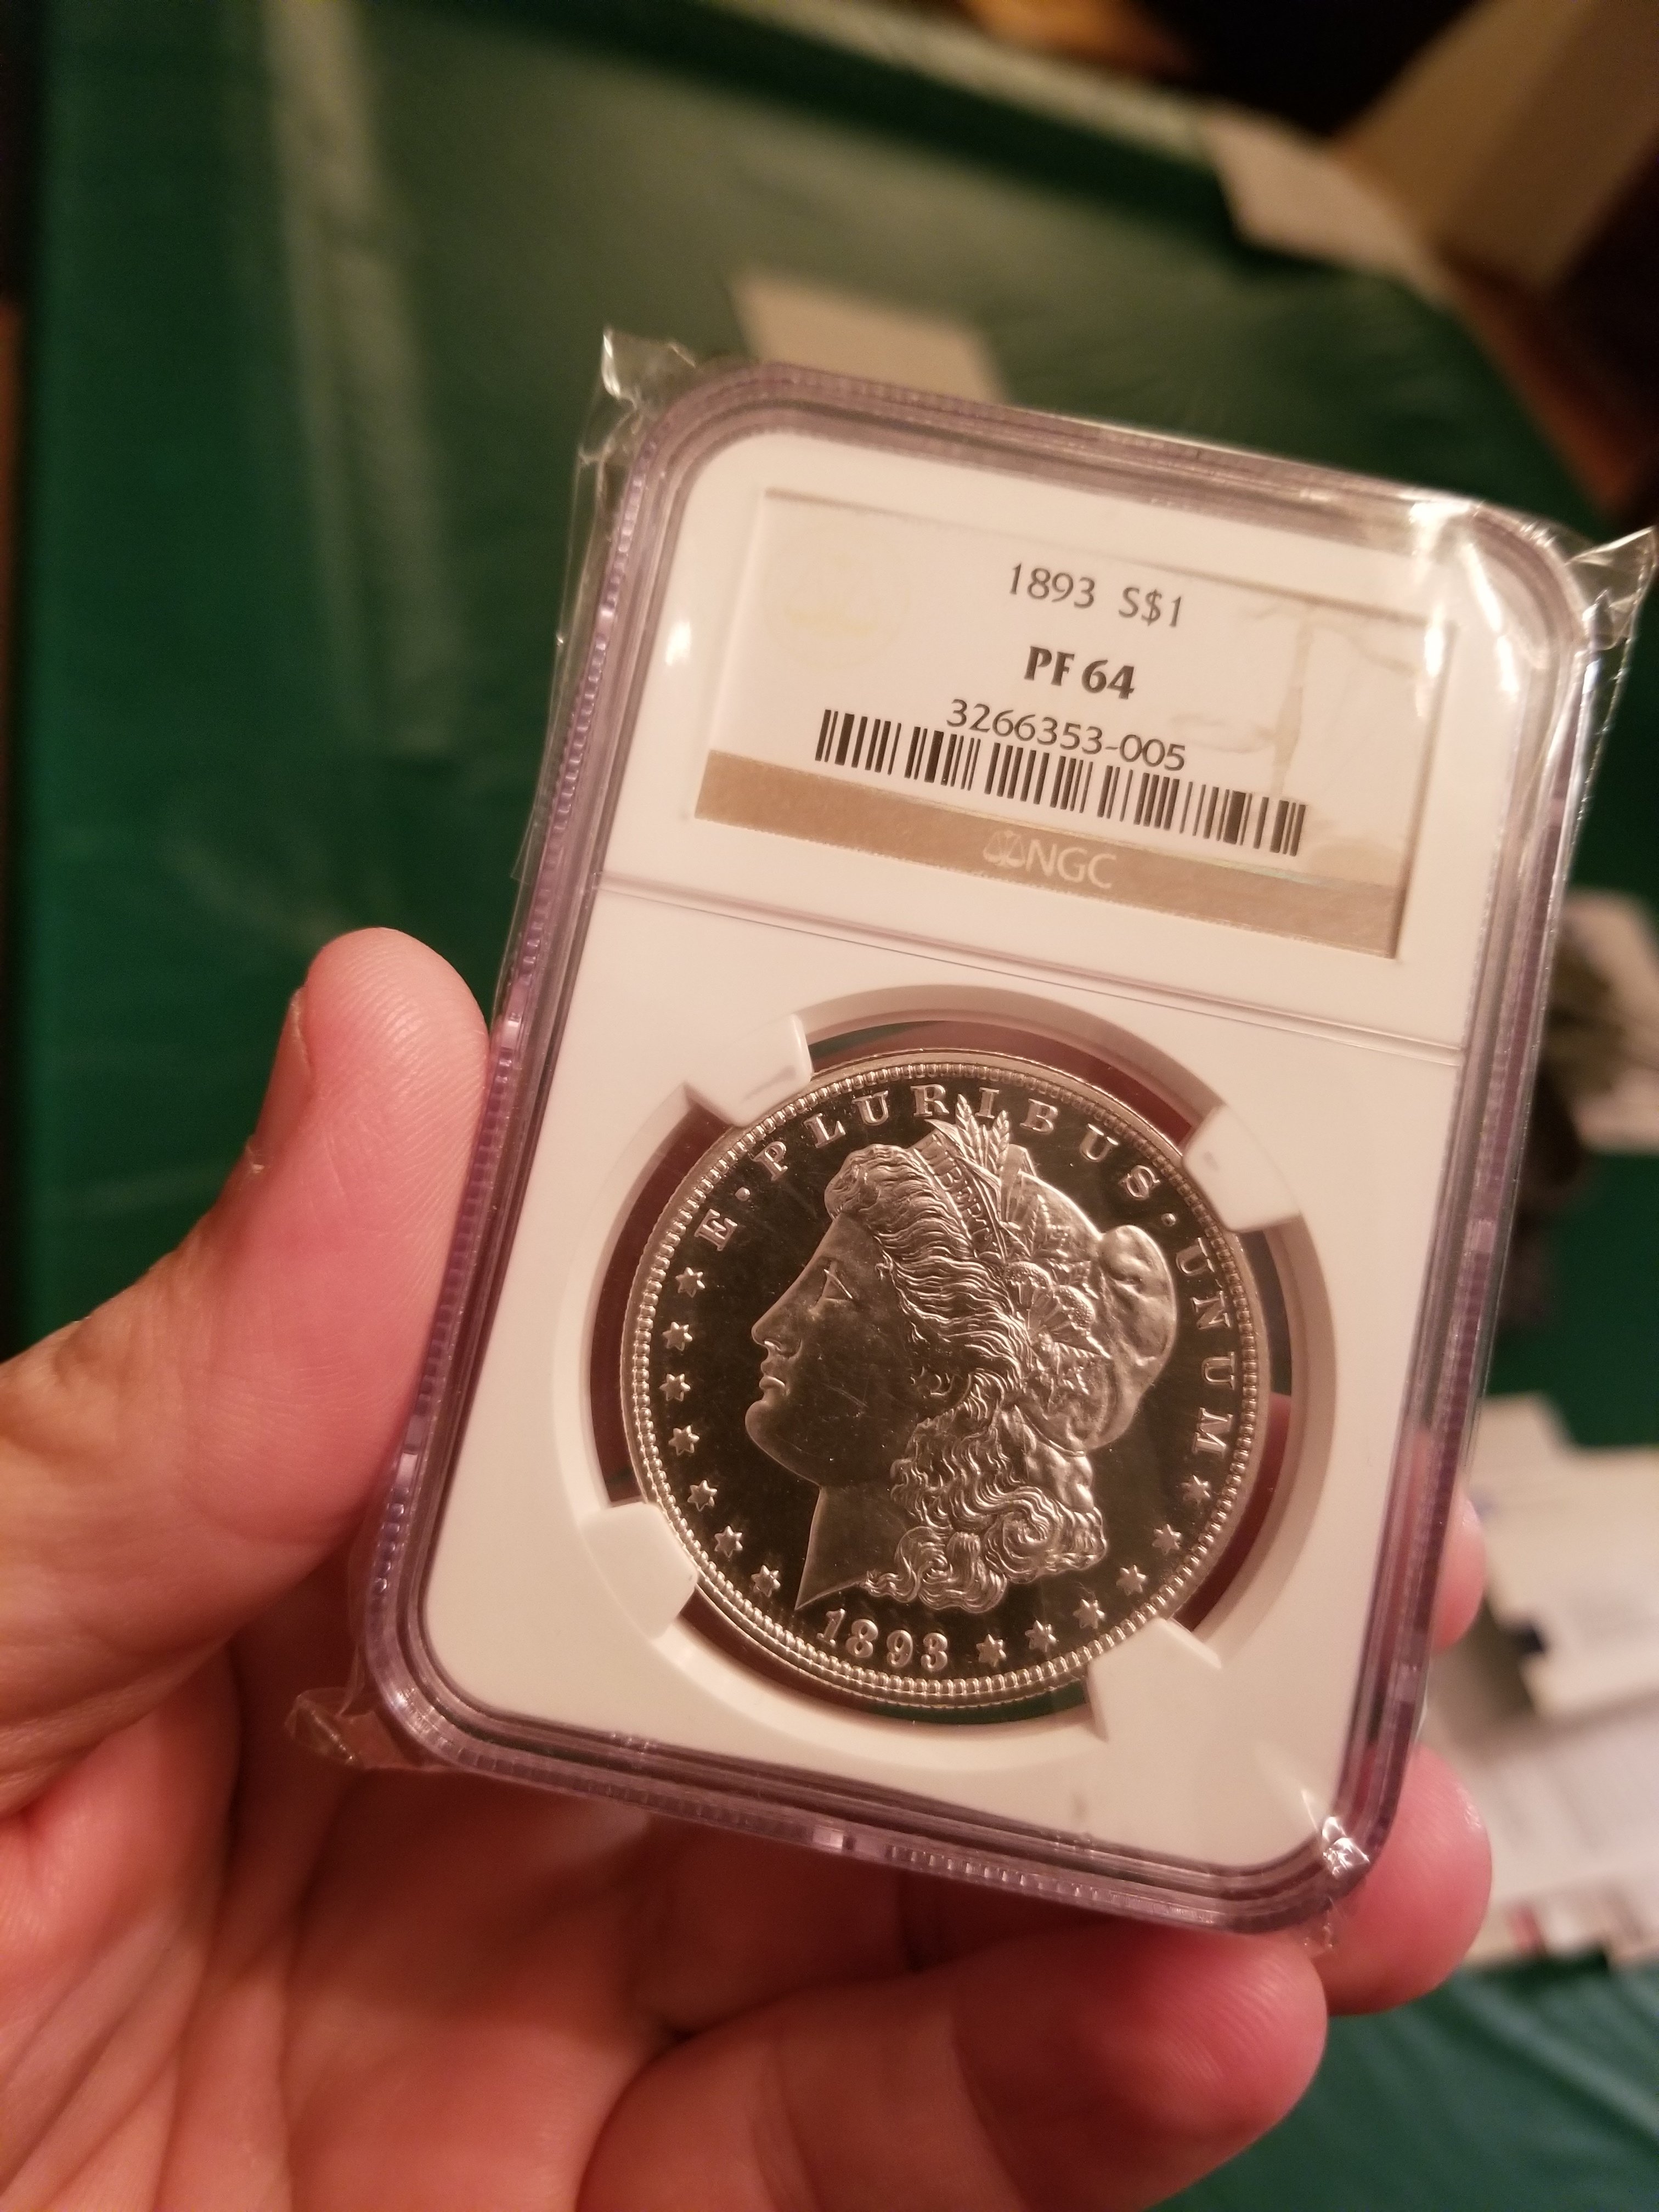 1893 S$1
PF 64
3266353-005
NGC
E·PLURIBUS·UNUM
LIBERTY
1893